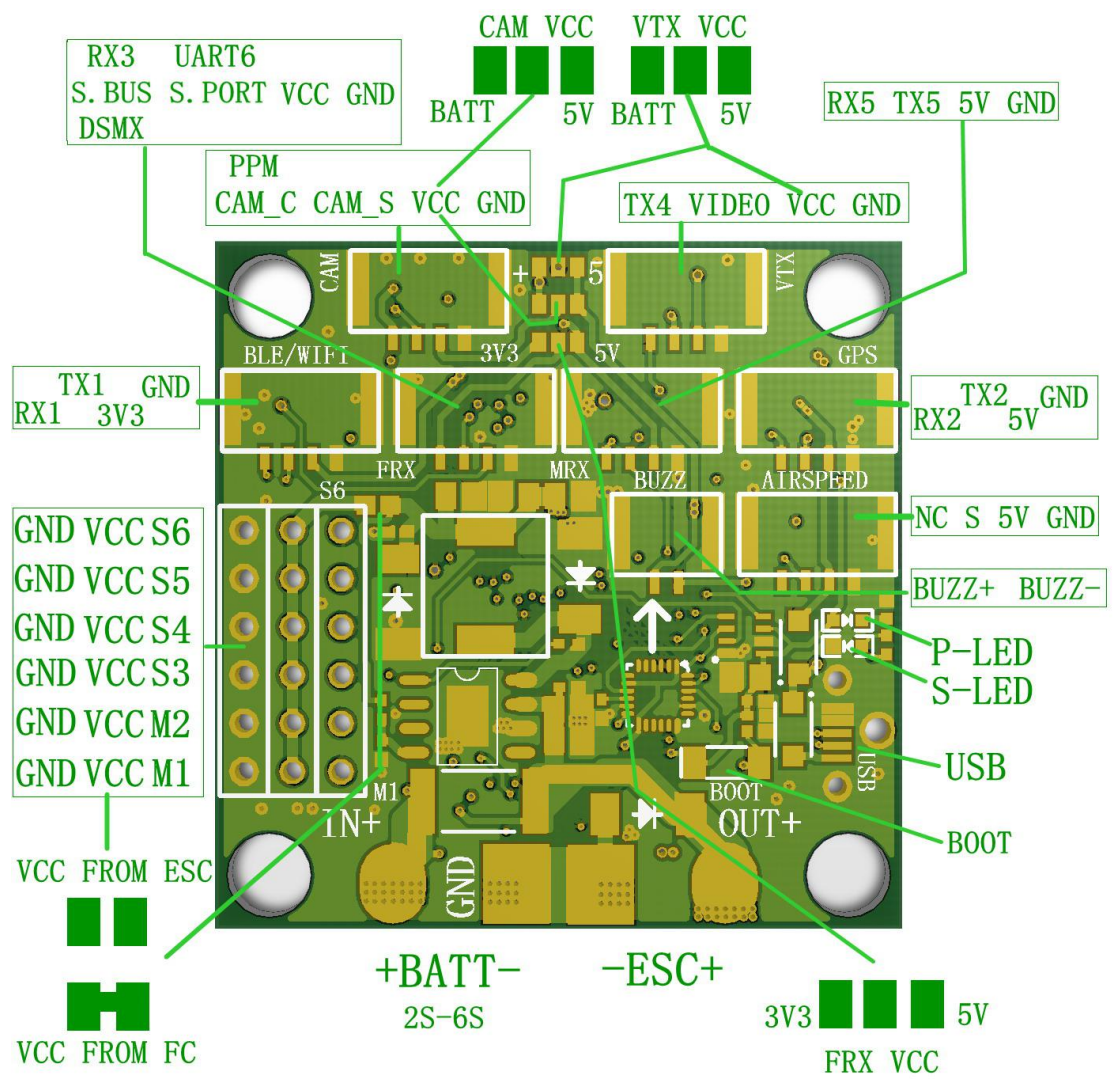 CAM VCC
VTX VCC
BATT 5V
BATT 5V
RX3 UART6
S.BUS S.PORT VCC GND
DSMX
RX5 TX5 5V GND
PPM
CAM_C CAM_S VCC GND
TX4 VIDEO VCC GND
CAM
+ 5
VTX
BLE/WIFI
3V3 5V
GPS
TX1 GND
RX1 3V3
TX2 GND
RX2 5V
FRX
MRX
BUZZ
AIRSPEED
S6
NC S 5V GND
BUZZ+ BUZZ-
P-LED
S-LED
GND VCC S6
GND VCC S5
GND VCC S4
GND VCC S3
GND VCC M2
GND VCC M1
USB
USB
M1
BOOT
IN+
OUT+
BOOT
GND
VCC FROM ESC
+BATT-
-ESC+
2S-6S
3V3 5V
VCC FROM FC
FRX VCC